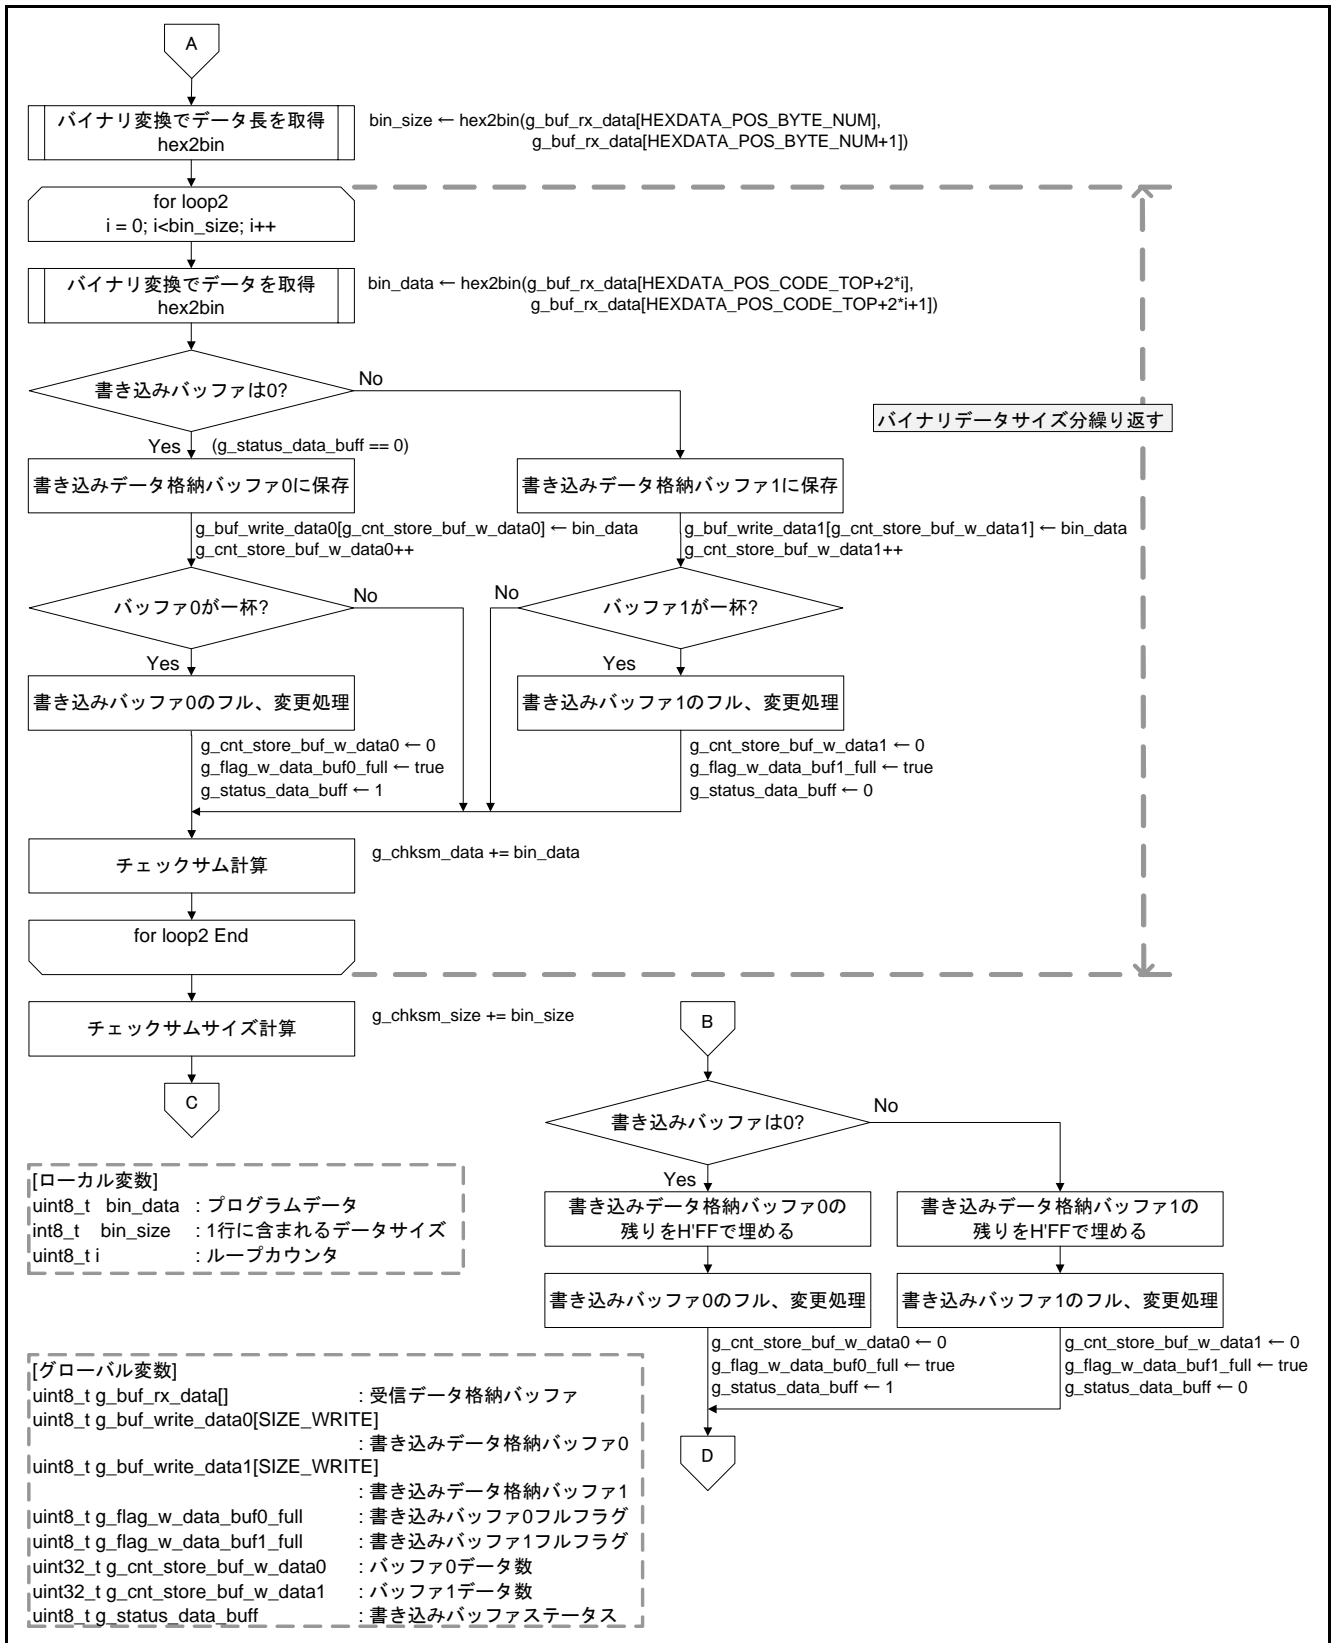 A
バイナリ変換でデータ長を取得
hex2bin
bin_size ← hex2bin(g_buf_rx_data[HEXDATA_POS_BYTE_NUM],
g_buf_rx_data[HEXDATA_POS_BYTE_NUM+1])
for loop2
i = 0; i<bin_size; i++
バイナリ変換でデータを取得
hex2bin
bin_data ← hex2bin(g_buf_rx_data[HEXDATA_POS_CODE_TOP+2*i],
g_buf_rx_data[HEXDATA_POS_CODE_TOP+2*i+1])
書き込みバッファは0?
No
バイナリデータサイズ分繰り返す
Yes
(g_status_data_buff == 0)
書き込みデータ格納バッファ0に保存
書き込みデータ格納バッファ1に保存
g_buf_write_data0[g_cnt_store_buf_w_data0] ← bin_data
g_cnt_store_buf_w_data0++
g_buf_write_data1[g_cnt_store_buf_w_data1] ← bin_data
g_cnt_store_buf_w_data1++
バッファ0が一杯?
No
No
バッファ1が一杯?
Yes
Yes
書き込みバッファ0のフル、変更処理
書き込みバッファ1のフル、変更処理
g_cnt_store_buf_w_data0 ← 0
g_flag_w_data_buf0_full ← true
g_status_data_buff ← 1
g_cnt_store_buf_w_data1 ← 0
g_flag_w_data_buf1_full ← true
g_status_data_buff ← 0
チェックサム計算
g_chksm_data += bin_data
for loop2 End
チェックサムサイズ計算
g_chksm_size += bin_size
C
B
書き込みバッファは0?
No
Yes
書き込みデータ格納バッファ0の
残りをH'FFで埋める
書き込みデータ格納バッファ1の
残りをH'FFで埋める
書き込みバッファ0のフル、変更処理
書き込みバッファ1のフル、変更処理
g_cnt_store_buf_w_data0 ← 0
g_flag_w_data_buf0_full ← true
g_status_data_buff ← 1
g_cnt_store_buf_w_data1 ← 0
g_flag_w_data_buf1_full ← true
g_status_data_buff ← 0
D
[ローカル変数]
uint8_t bin_data : プログラムデータ
int8_t bin_size : 1行に含まれるデータサイズ
uint8_t i : ループカウンタ
[グローバル変数]
uint8_t g_buf_rx_data[] : 受信データ格納バッファ
uint8_t g_buf_write_data0[SIZE_WRITE]
: 書き込みデータ格納バッファ0
uint8_t g_buf_write_data1[SIZE_WRITE]
: 書き込みデータ格納バッファ1
uint8_t g_flag_w_data_buf0_full : 書き込みバッファ0フルフラグ
uint8_t g_flag_w_data_buf1_full : 書き込みバッファ1フルフラグ
uint32_t g_cnt_store_buf_w_data0 : バッファ0データ数
uint32_t g_cnt_store_buf_w_data1 : バッファ1データ数
uint8_t g_status_data_buff : 書き込みバッファステータス